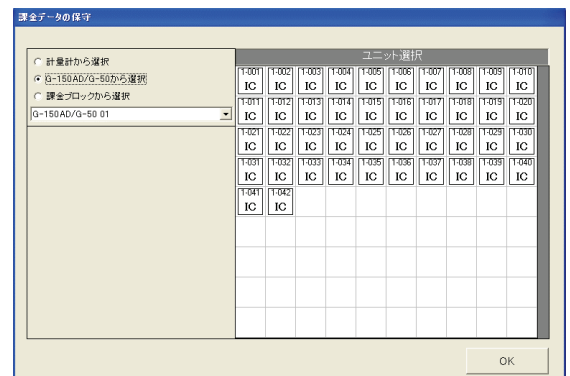 課金データの保守
計量計から選択
G-150AD/G-50から選択
課金ブロックから選択
G-150AD/G-50 01
ユニット選択
1-001 1-002 1-003 1-004 1-005 1-006 1-007 1-008 1-009 1-010
IC IC IC IC IC IC IC IC IC IC
1-011 1-012 1-013 1-014 1-015 1-016 1-017 1-018 1-019 1-020
IC IC IC IC IC IC IC IC IC IC
1-021 1-022 1-023 1-024 1-025 1-026 1-027 1-028 1-029 1-030
IC IC IC IC IC IC IC IC IC IC
1-031 1-032 1-033 1-034 1-035 1-036 1-037 1-038 1-039 1-040
IC IC IC IC IC IC IC IC IC IC
1-041 1-042
IC IC
OK